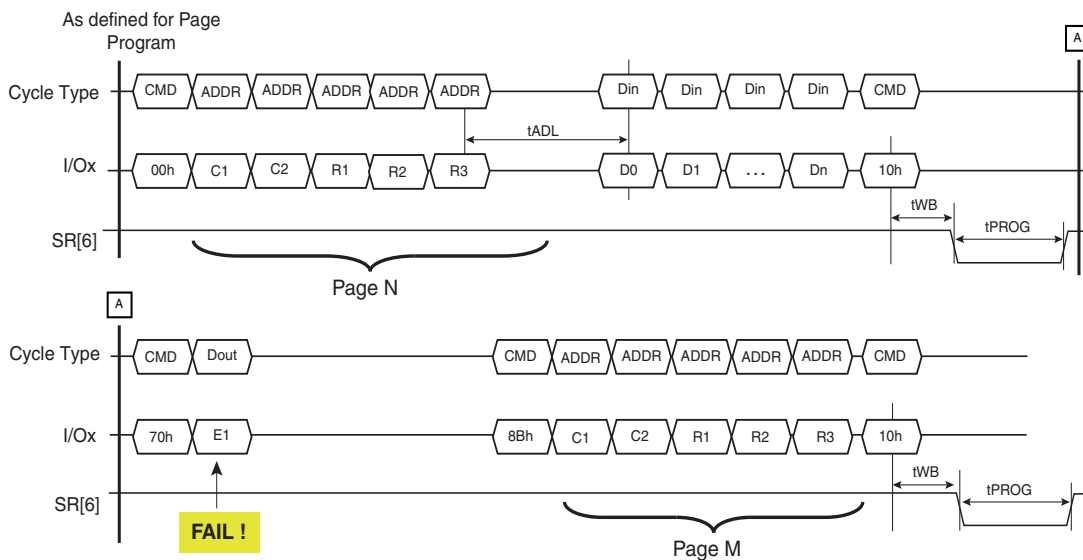 As defined for Page
Program
A
Cycle Type CMD ADDR ADDR ADDR ADDR ADDR Din Din Din Din CMD
tADL
I/Ox 00h C1 C2 R1 R2 R3 D0 D1 ... Dn 10h
tWB
tPROG
SR[6]
Page N
A
Cycle Type CMD Dout CMD ADDR ADDR ADDR ADDR ADDR CMD
I/Ox 70h E1 8Bh C1 C2 R1 R2 R3 10h
tWB
tPROG
SR[6]
FAIL !
Page M